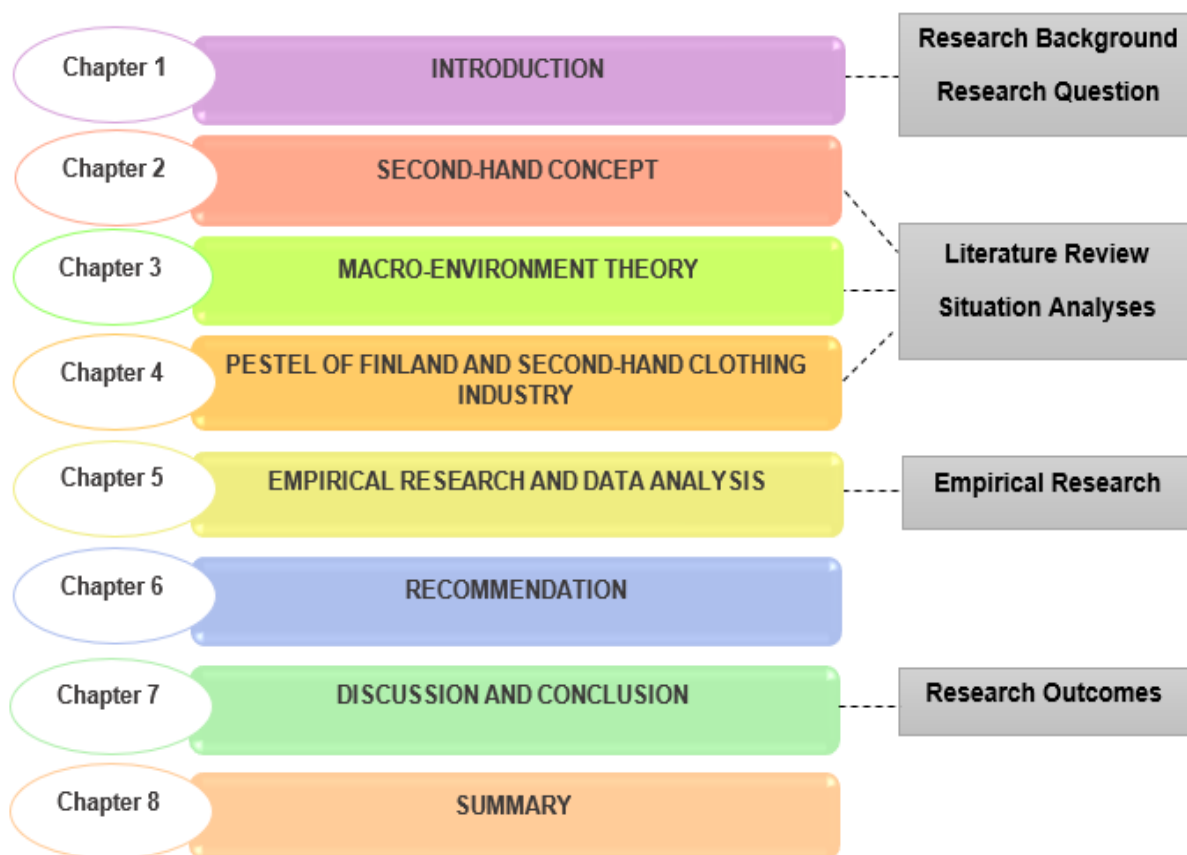 Chapter 1
INTRODUCTION
Research Background
Research Question
Chapter 2
SECOND-HAND CONCEPT
Chapter 3
MACRO-ENVIRONMENT THEORY
Literature Review
Situation Analyses
Chapter 4
PESTEL OF FINLAND AND SECOND-HAND CLOTHING
INDUSTRY
Chapter 5
EMPIRICAL RESEARCH AND DATA ANALYSIS
Empirical Research
Chapter 6
RECOMMENDATION
Chapter 7
DISCUSSION AND CONCLUSION
Research Outcomes
Chapter 8
SUMMARY